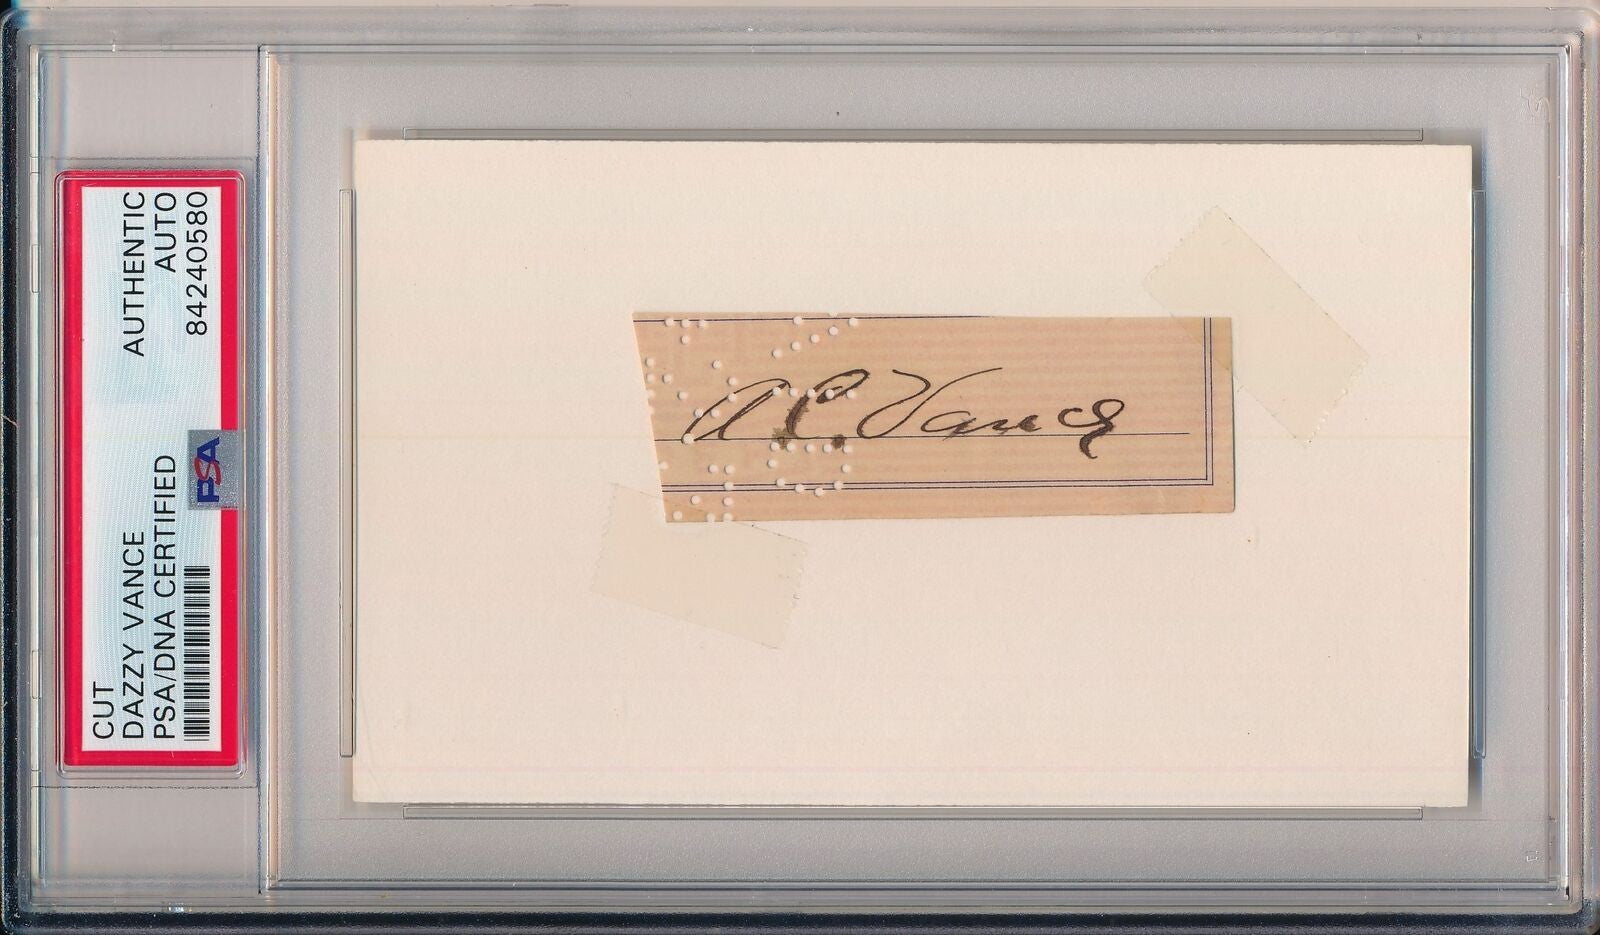 CUT AUTHENTIC
DAZZY VANCE AUTO
PSA/DNA CERTIFIED 84240580
PSA
A C. Vance